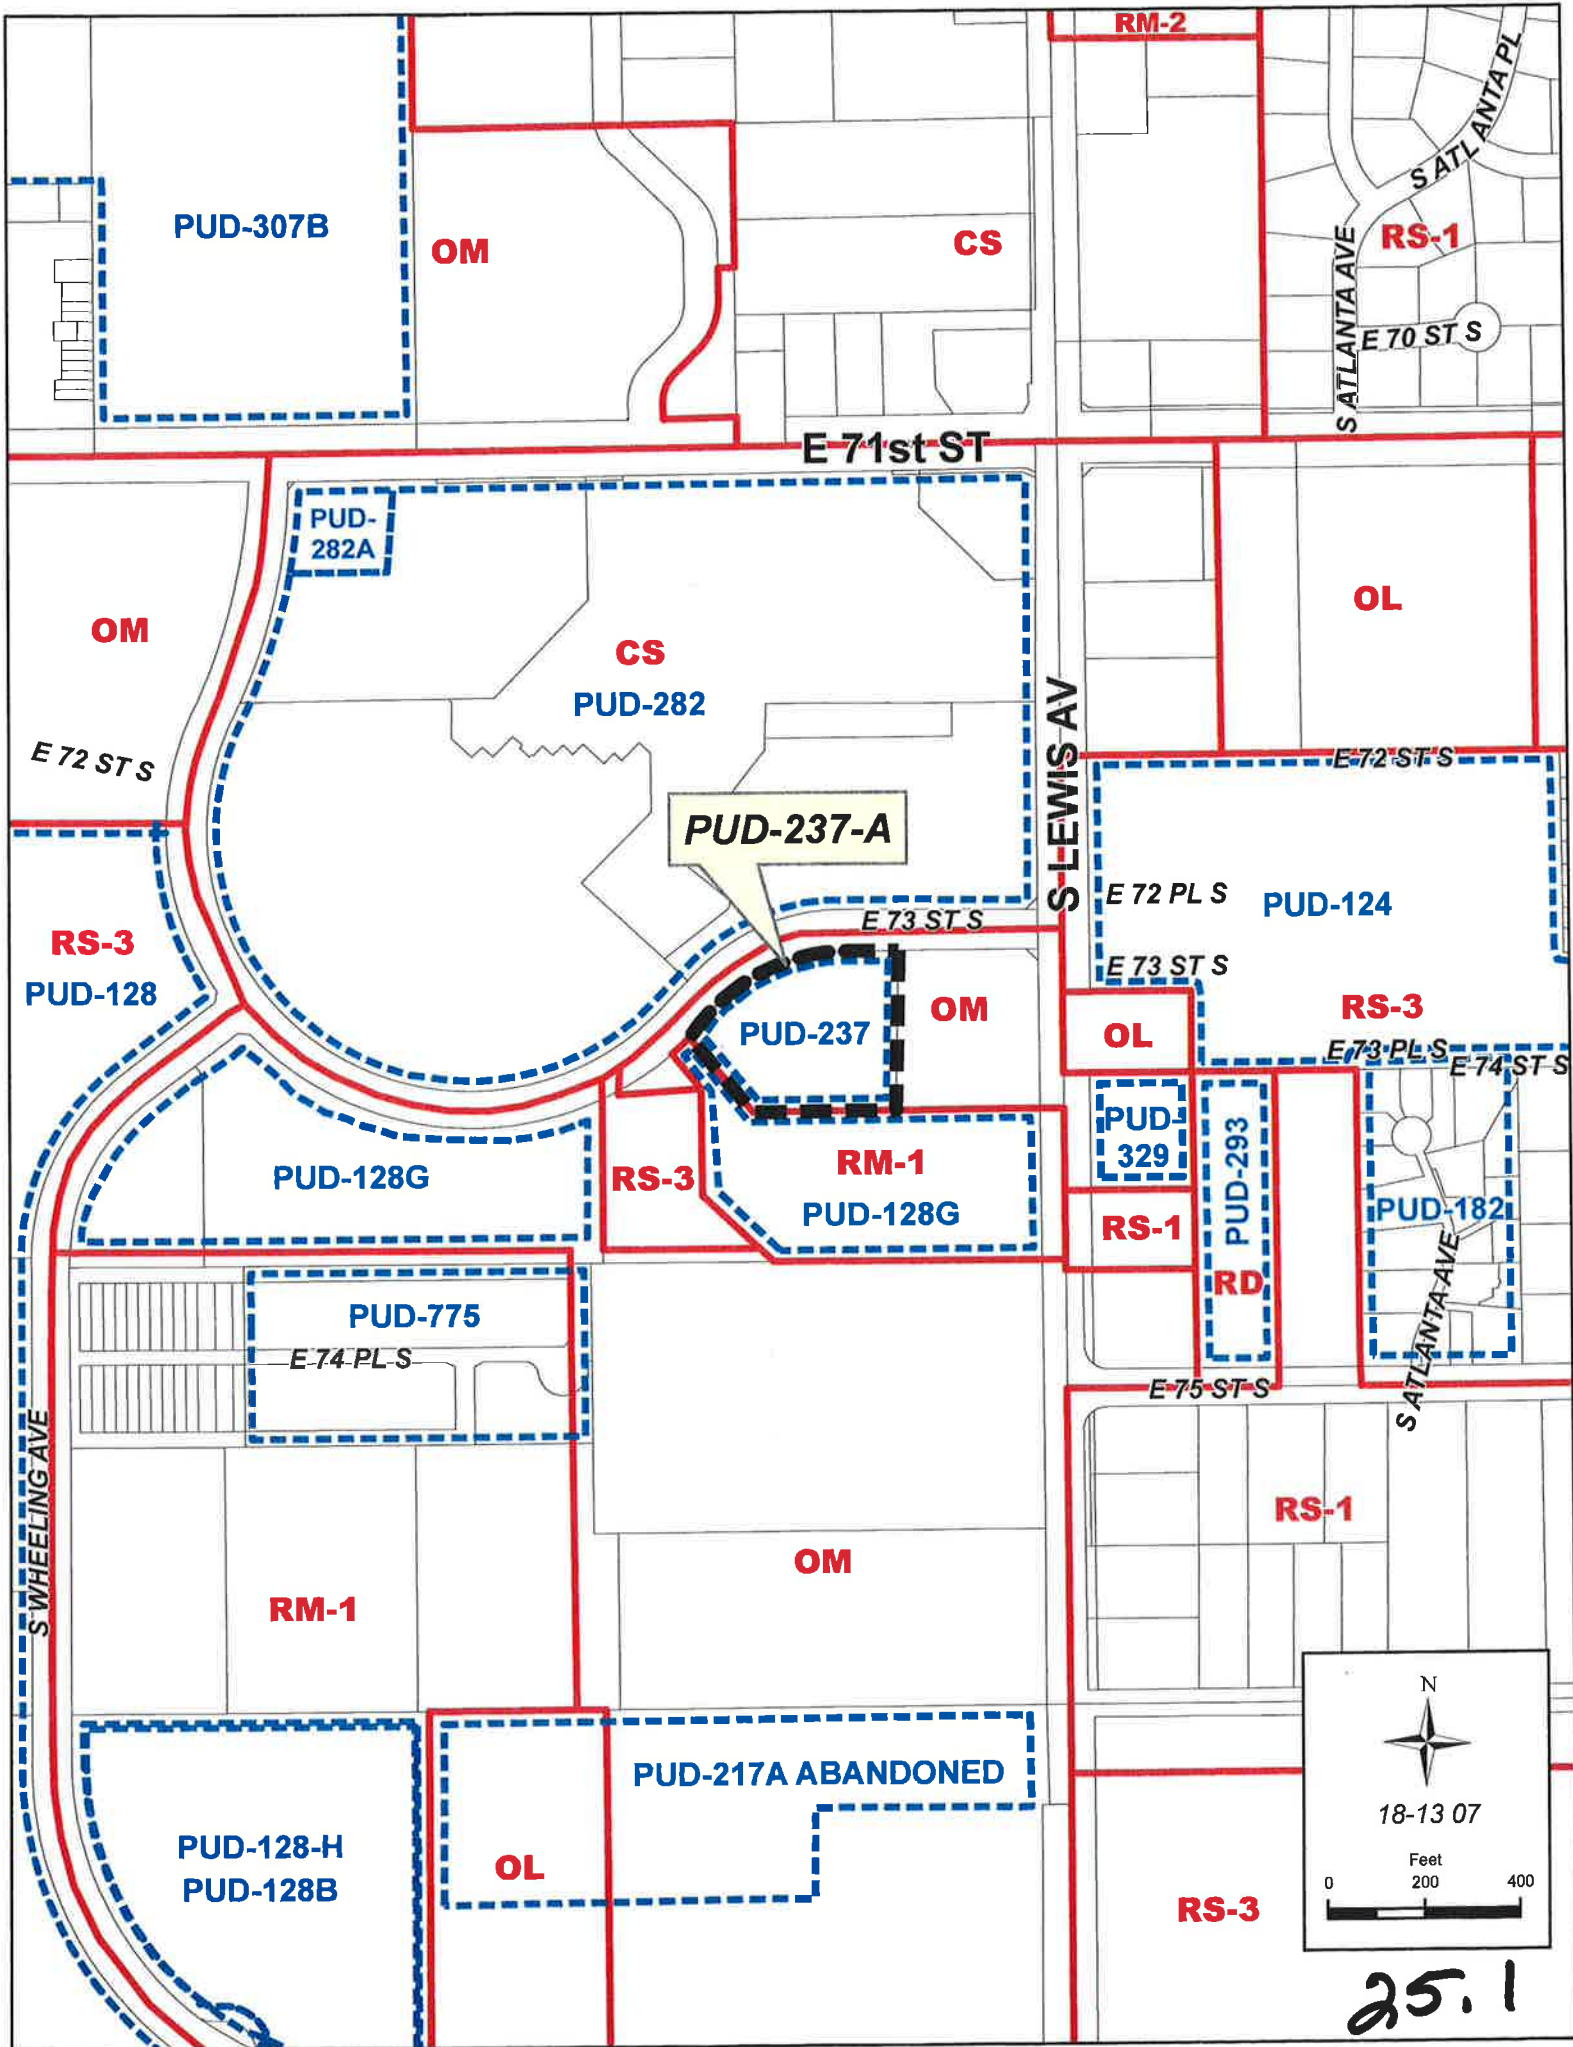 RM-2
S ATLANTA PL
PUD-307B
OM
CS
S ATLANTA AVE
RS-1
E 70 ST S
E 71st ST
PUD-
282A
OM
CS
PUD-282
OL
E 72 ST S
S LEWIS AV
E 72 ST S
PUD-237-A
E 72 PL S
PUD-124
E 73 ST S
RS-3
PUD-128
E 73 ST S
PUD-237
OM
RS-3
OL
E 73 PL S
E 74 ST S
PUD-
329
PUD-293
PUD-128G
RS-3
RM-1
PUD-128G
PUD-182
RS-1
RD
S ATLANTA AVE
PUD-775
E 74 PL S
E 75 ST S
S WHEELING AVE
RS-1
OM
RM-1
N
PUD-217A ABANDONED
18-13 07
PUD-128-H
PUD-128B
OL
Feet
0 200 400
RS-3
25.1